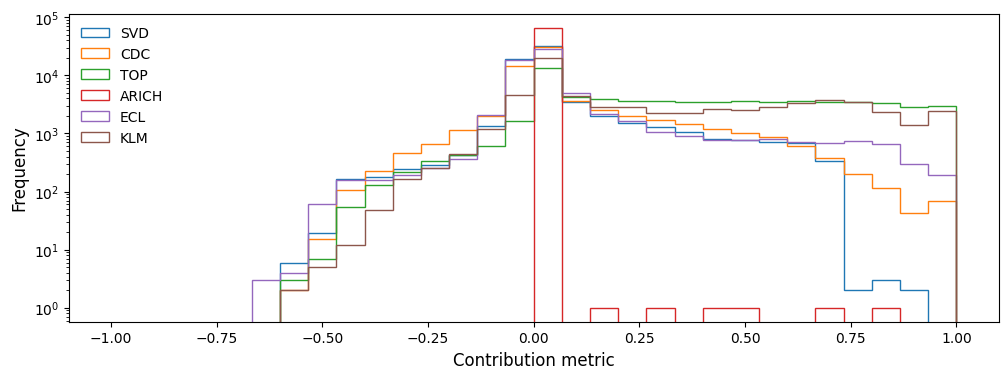 10^5
10^4
10^3
10^2
10^1
10^0
Frequency
SVD
CDC
TOP
ARICH
ECL
KLM
−1.00 −0.75 −0.50 −0.25 0.00 0.25 0.50 0.75 1.00
Contribution metric